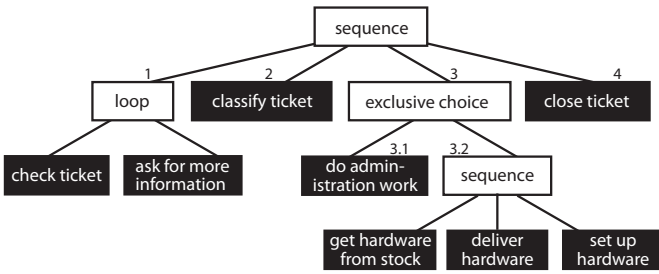 sequence
1
2
3
4
loop
classify ticket
exclusive choice
close ticket
3.1
3.2
check ticket
ask for more
information
do admin-
istration work
sequence
get hardware
from stock
deliver
hardware
set up
hardware